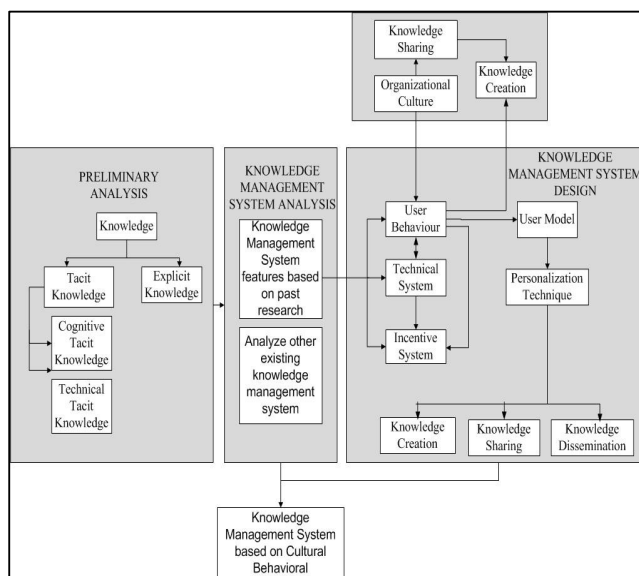 Knowledge
Sharing
Organizational
Culture
Knowledge
Creation
PRELIMINARY
ANALYSIS
Knowledge
Tacit
Knowledge
Explicit
Knowledge
Cognitive
Tacit
Knowledge
Technical
Tacit
Knowledge
KNOWLEDGE
MANAGEMENT
SYSTEM ANALYSIS
Knowledge
Management
System
features based
on past
research
Analyze other
existing
knowledge
management
system
KNOWLEDGE
MANAGEMENT SYSTEM
DESIGN
User
Behaviour
User Model
Technical
System
Personalization
Technique
Incentive
System
Knowledge
Creation
Knowledge
Sharing
Knowledge
Dissemination
Knowledge
Management System
based on Cultural
Behavioral